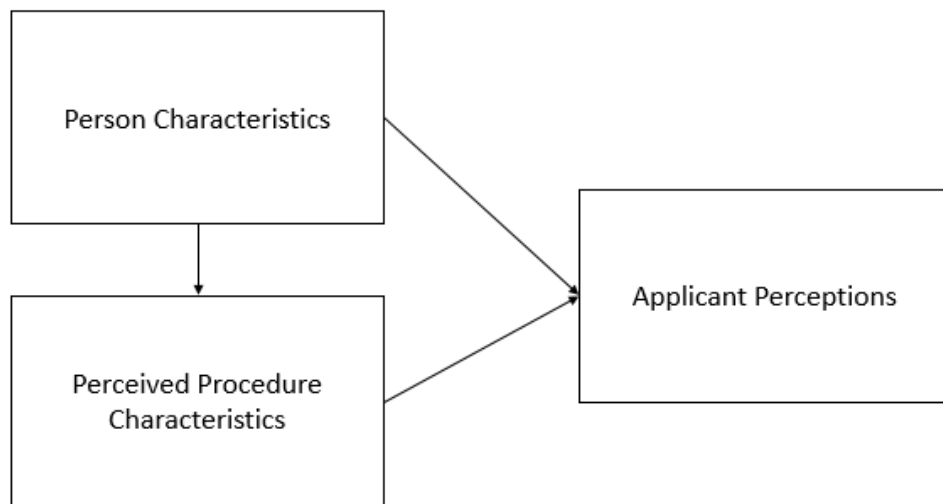 Person Characteristics
Applicant Perceptions
Perceived Procedure
Characteristics